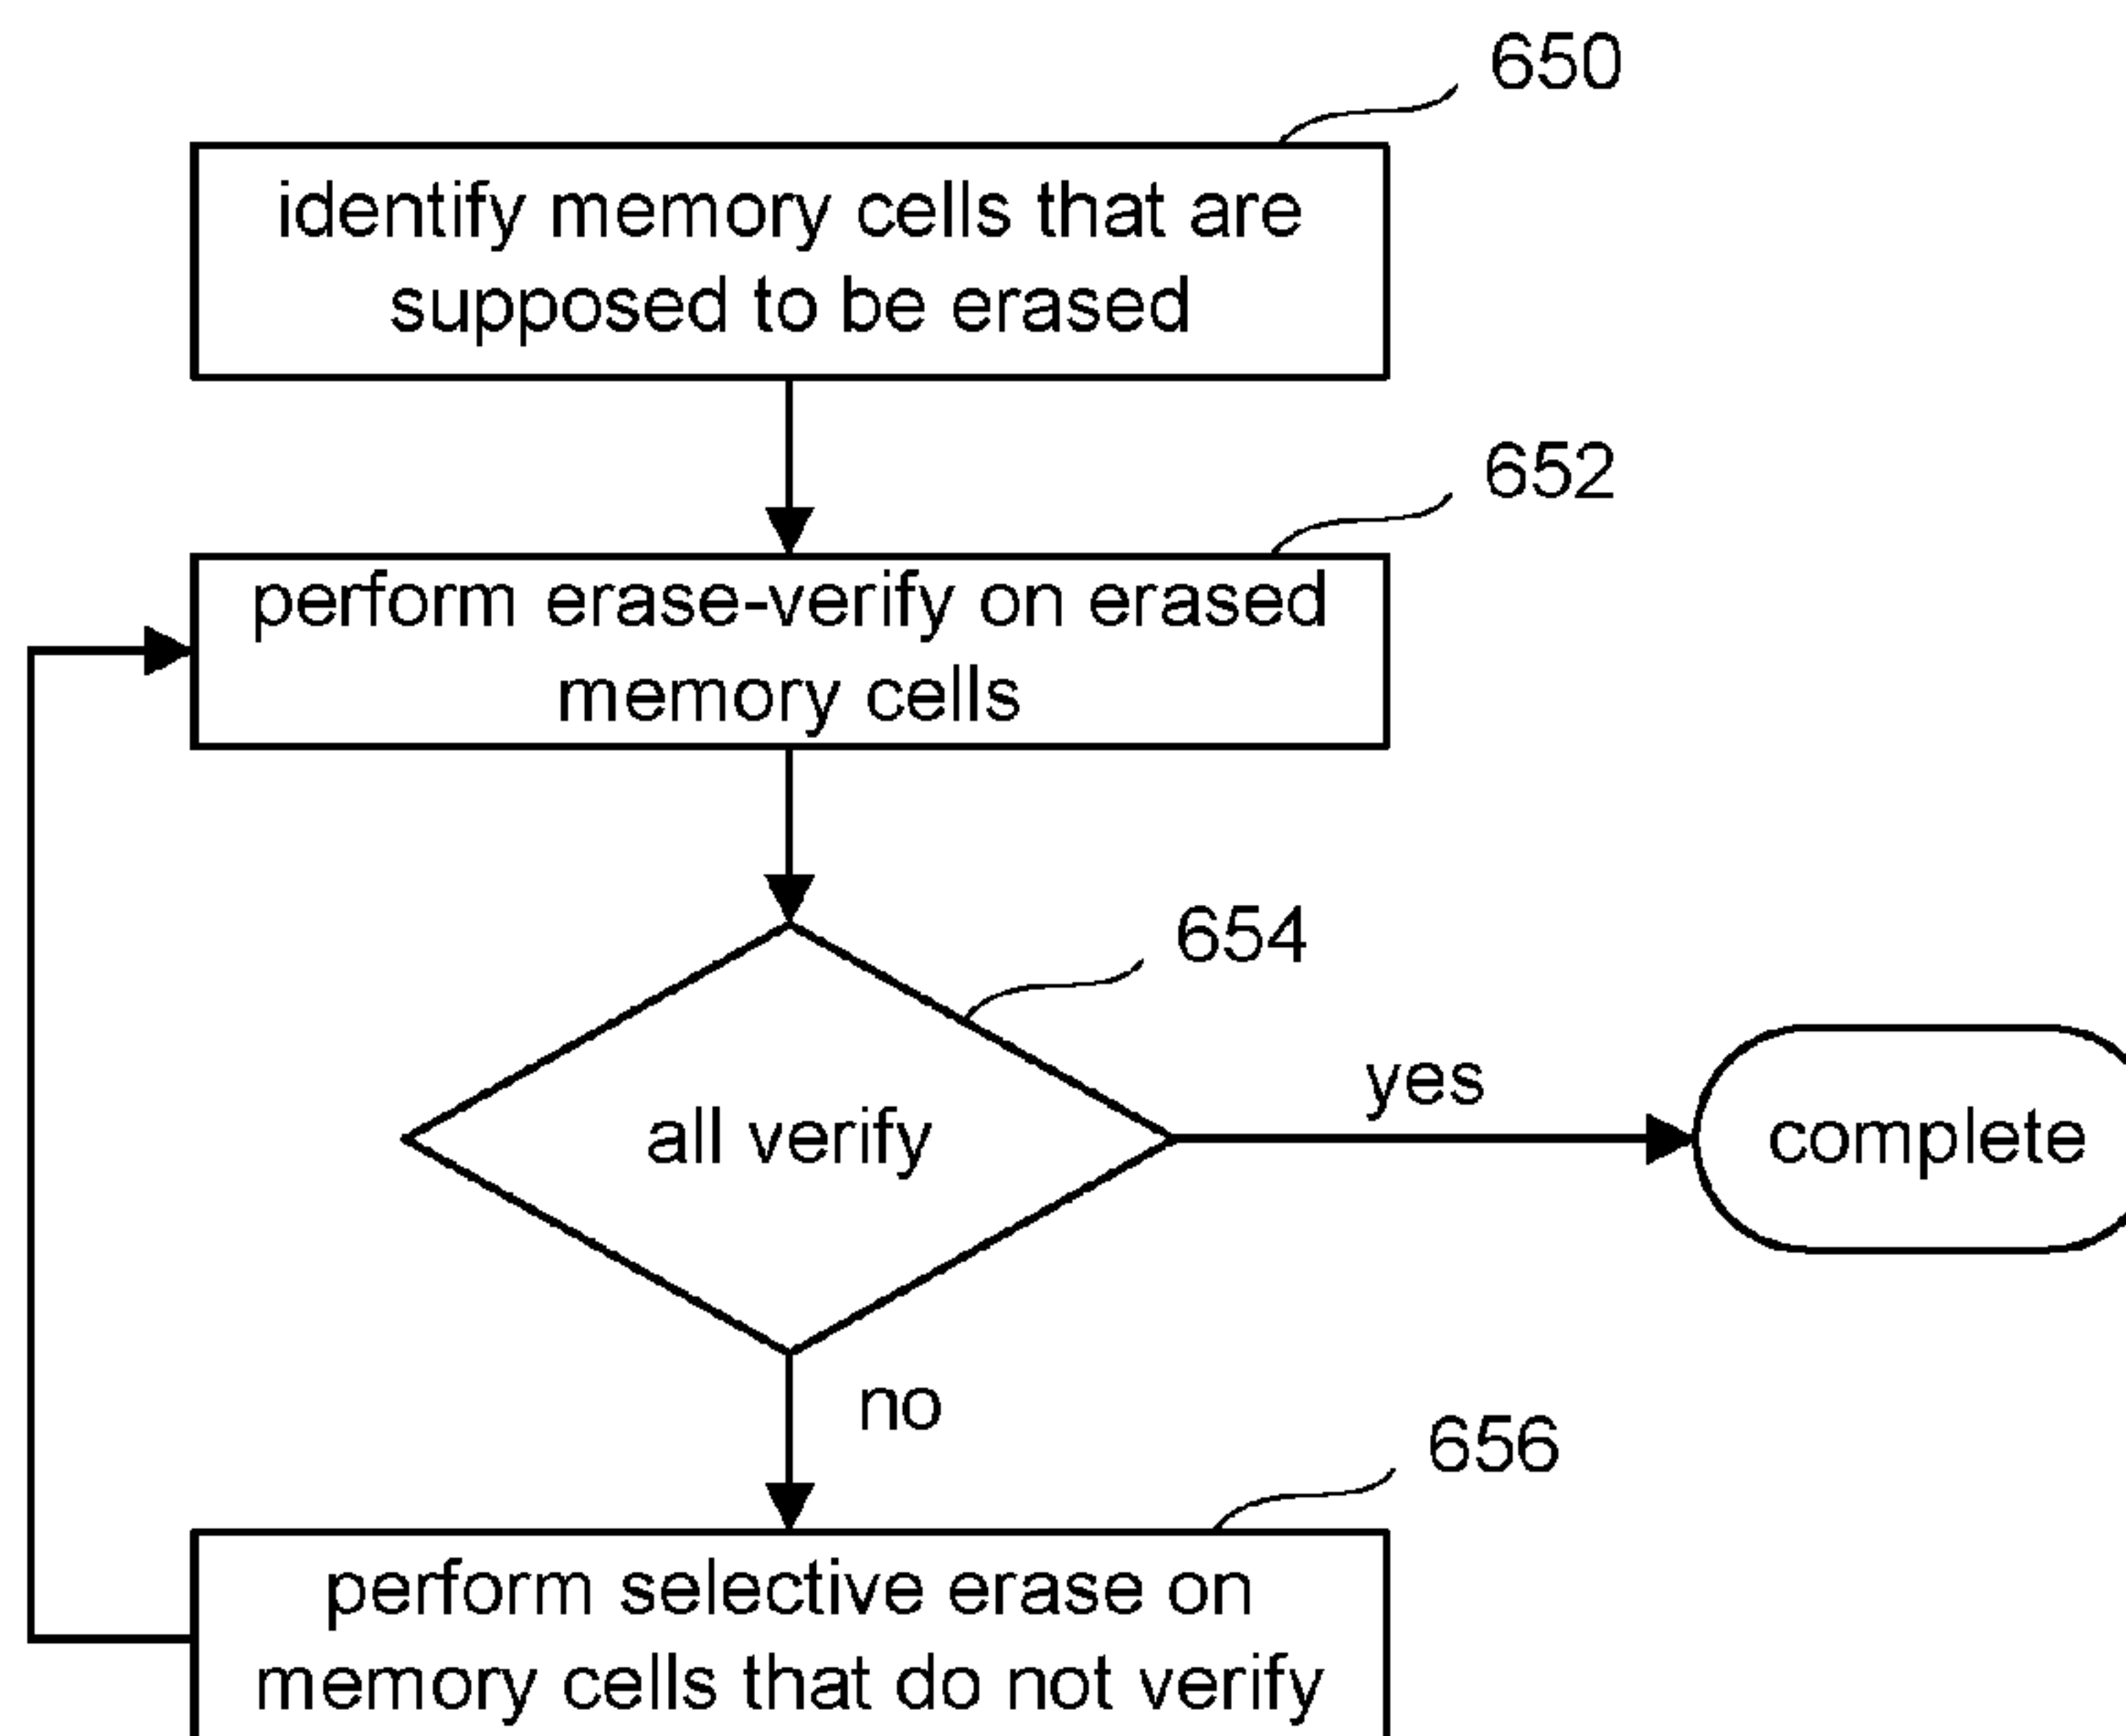 650
identify memory cells that are
supposed to be erased
652
perform erase-verify on erased
memory cells
654
all verify
yes
complete
no
656
perform selective erase on
memory cells that do not verify